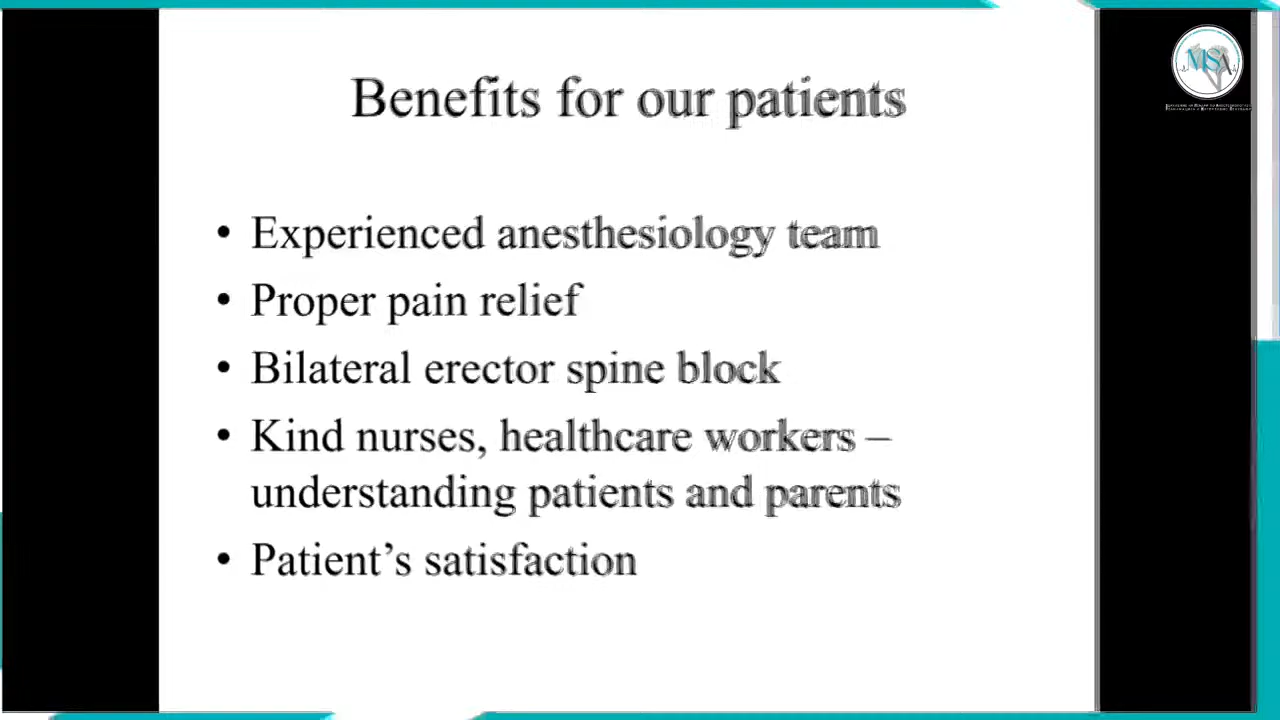 Benefits for our patients
• Experienced anesthesiology team
• Proper pain relief
• Bilateral erector spine block
• Kind nurses, healthcare workers –
understanding patients and parents
• Patient’s satisfaction
MSA